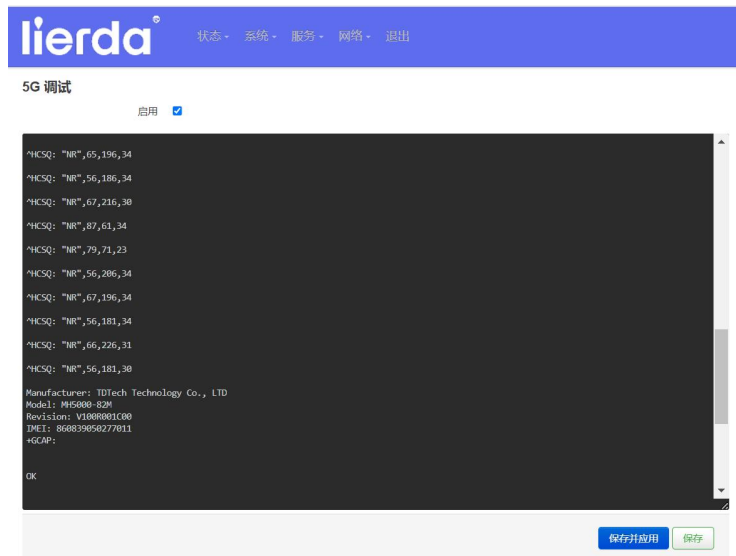 lierda
状态 系统 服务 网络 退出
5G 调试
启用
^HCSQ: "NR",65,196,34
^HCSQ: "NR",56,186,34
^HCSQ: "NR",67,216,30
^HCSQ: "NR",87,61,34
^HCSQ: "NR",79,71,23
^HCSQ: "NR",56,206,34
^HCSQ: "NR",67,196,34
^HCSQ: "NR",56,181,34
^HCSQ: "NR",66,226,31
^HCSQ: "NR",56,181,30
Manufacturer: TDTech Technology Co., LTD
Model: MH5000-82M
Revision: V100R001C00
IMEI: 860839050277011
+GCAP:
OK
保存并应用 保存